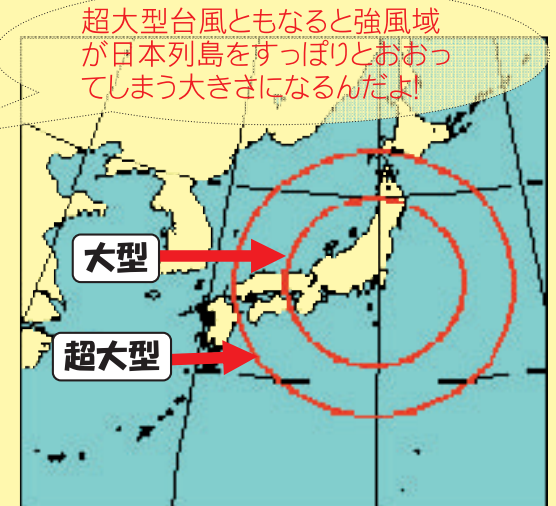 超大型台風ともなると強風域
が日本列島をすっぽりとおおっ
てしまう大きさになるんだよ!
大型
超大型